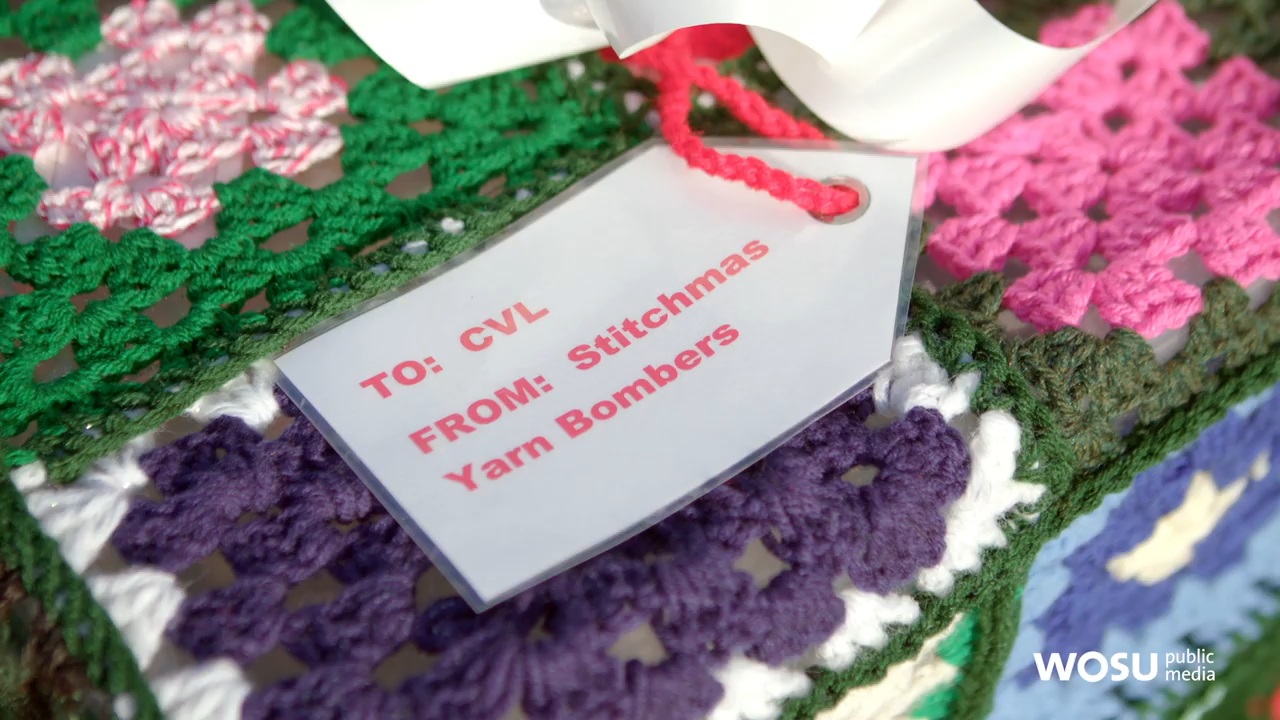 TO: CVL
FROM: Stitchmas
Yarn Bombers
WOSU public media